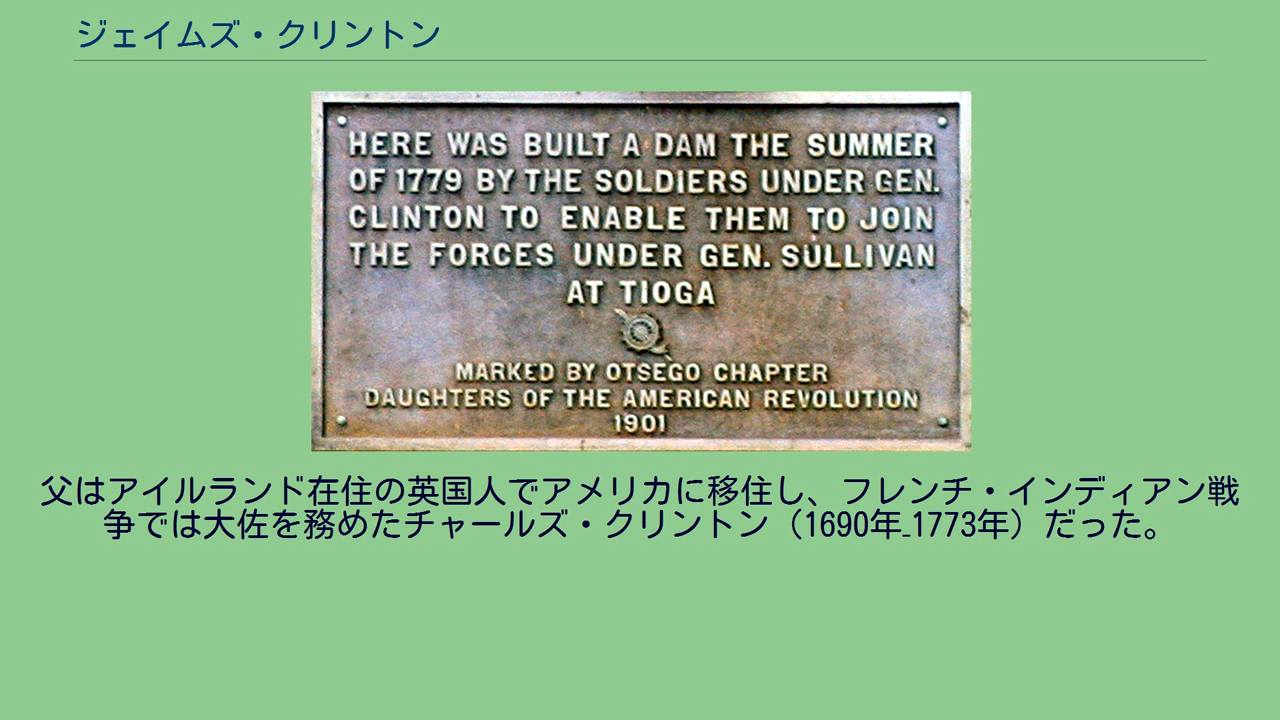 ジェイムズ・クリントン
HERE WAS BUILT A DAM THE SUMMER
OF 1779 BY THE SOLDIERS UNDER GEN.
CLINTON TO ENABLE THEM TO JOIN
THE FORCES UNDER GEN. SULLIVAN
AT TIOGA
MARKED BY OTSEGO CHAPTER
DAUGHTERS OF THE AMERICAN REVOLUTION
1901
父はアイルランド在住の英国人でアメリカに移住し、フレンチ・インディアン戦
争では大佐を務めたチャールズ・クリントン（1690年-1773年）だった。